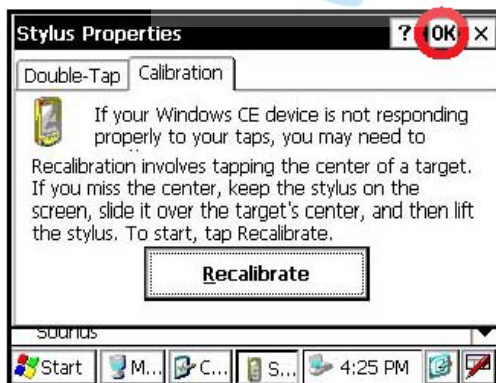 Stylus Properties ? OK ×
Double-Tap Calibration
If your Windows CE device is not responding
properly to your taps, you may need to
Recalibration involves tapping the center of a target.
If you miss the center, keep the stylus on the
screen, slide it over the target's center, and then lift
the stylus. To start, tap Recalibrate.
Recalibrate
Sounds
Start M... C... S... 4:25 PM